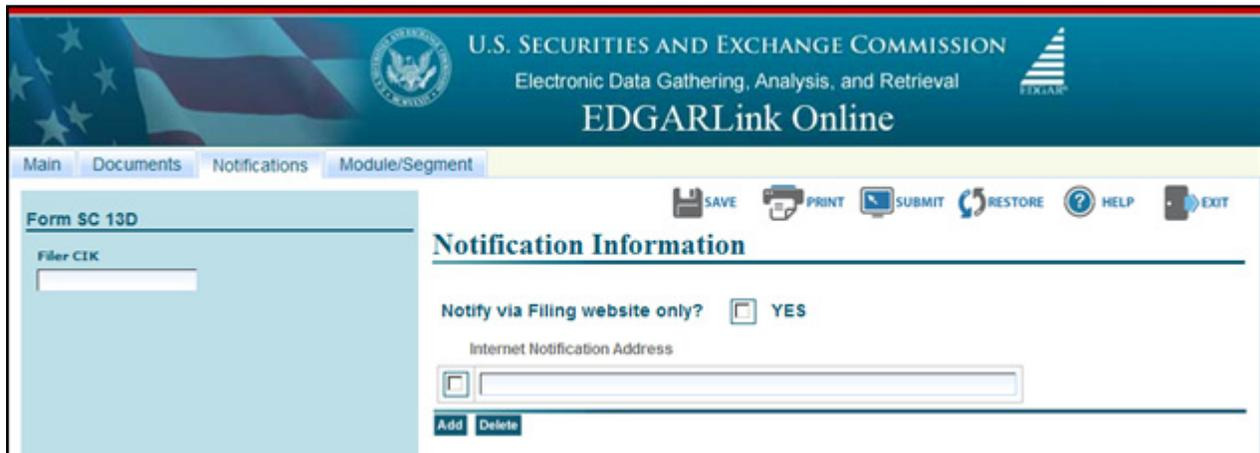 U.S. SECURITIES AND EXCHANGE COMMISSION
Electronic Data Gathering, Analysis, and Retrieval
EDGAR®
EDGARLink Online
Main Documents Notifications Module/Segment
SAVE PRINT SUBMIT RESTORE HELP EXIT
Form SC 13D
Filer CIK
Notification Information
Notify via Filing website only? YES
Internet Notification Address
Add Delete